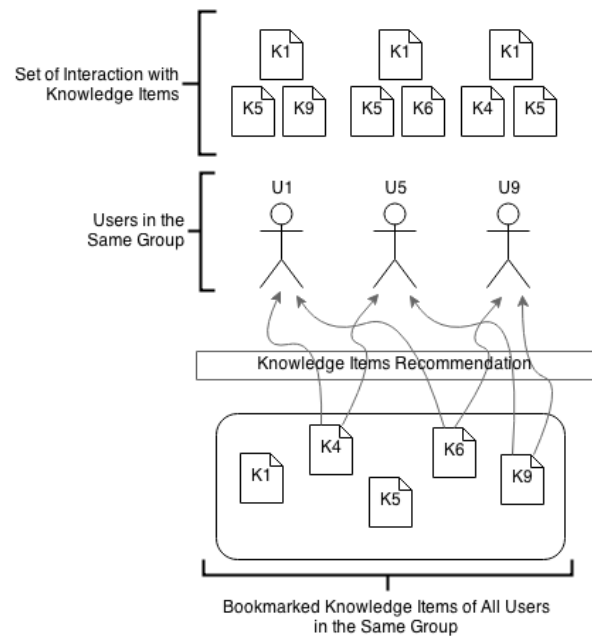 K1 K1 K1
Set of Interaction with
Knowledge Items
K5 K9 K5 K6 K4 K5
U1 U5 U9
Users in the
Same Group
Knowledge Items Recommendation
K4 K6
K1 K9
K5
Bookmarked Knowledge Items of All Users
in the Same Group